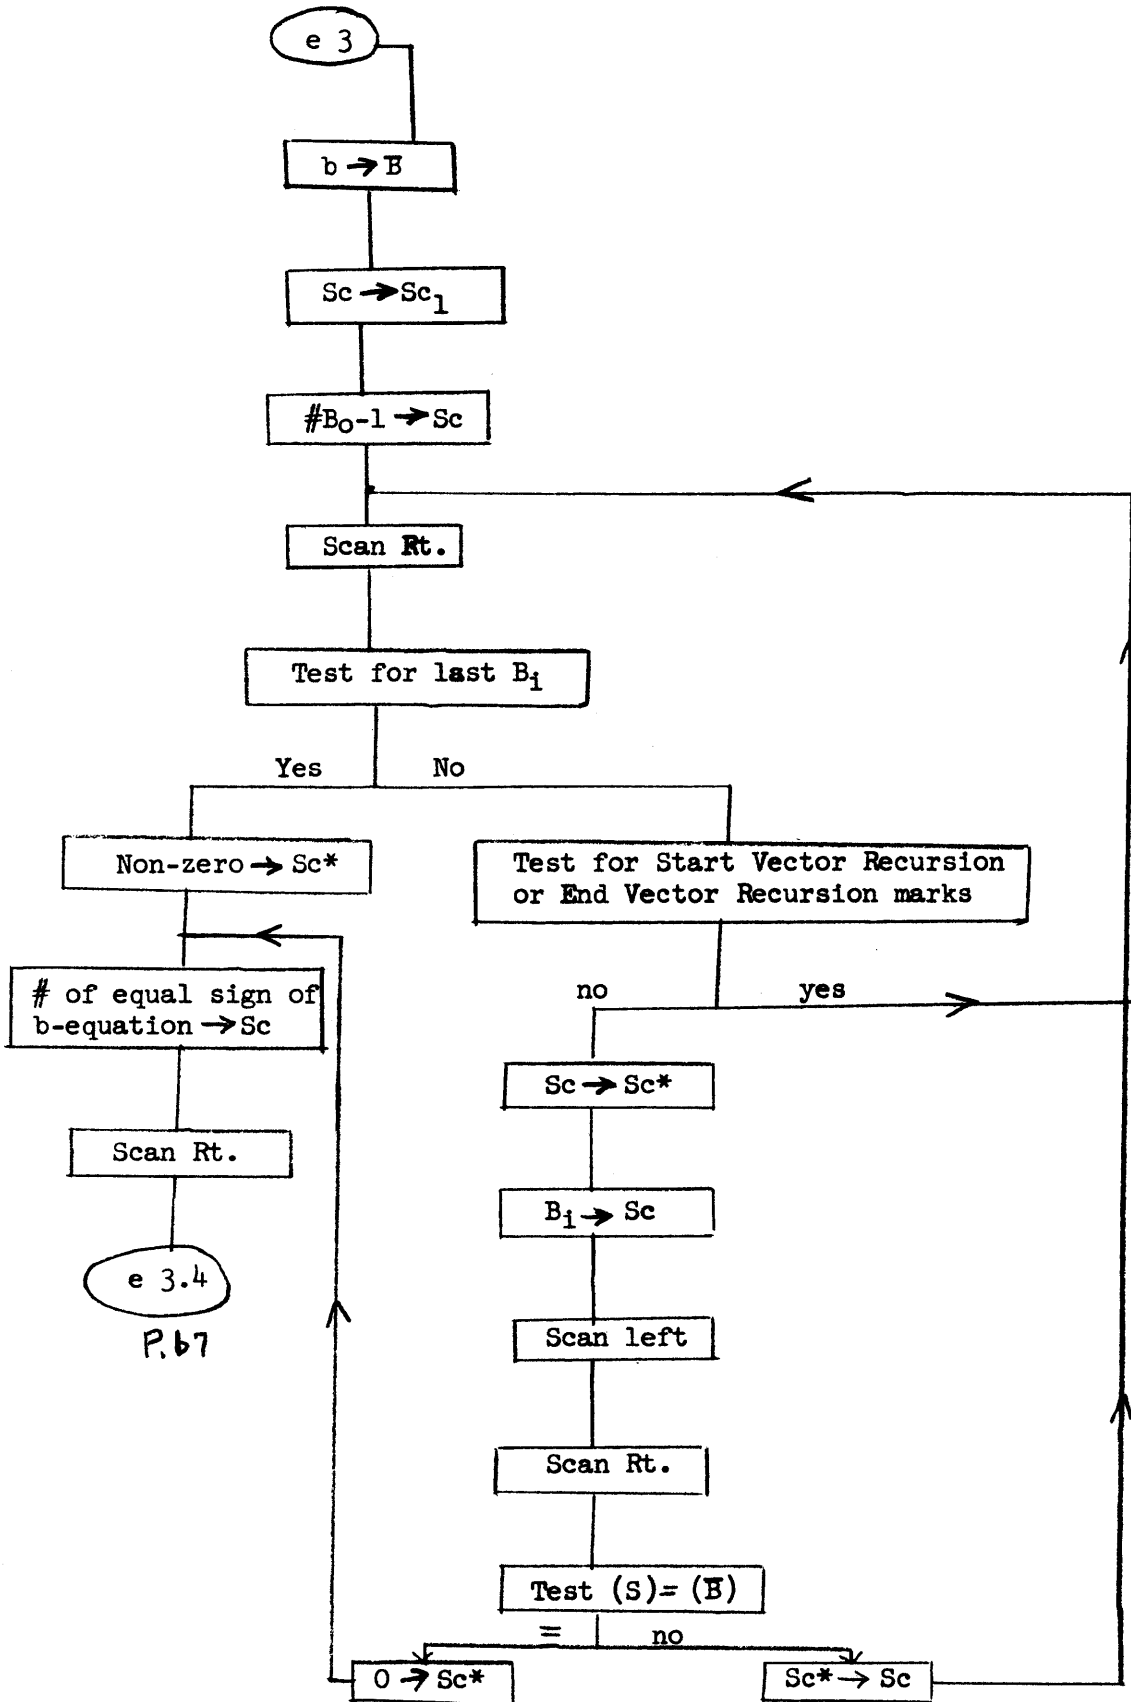 e 3
b → B̅
Sc → Sc₁
#B₀-1 → Sc
Scan Rt.
Test for last Bᵢ
Yes No
Non-zero → Sc*
Test for Start Vector Recursion
or End Vector Recursion marks
# of equal sign of
b-equation → Sc
no yes
Sc → Sc*
Scan Rt.
Bᵢ → Sc
e 3.4
P.67
Scan left
Scan Rt.
Test (S)= (B̅)
= no
0 → Sc*
Sc* → Sc